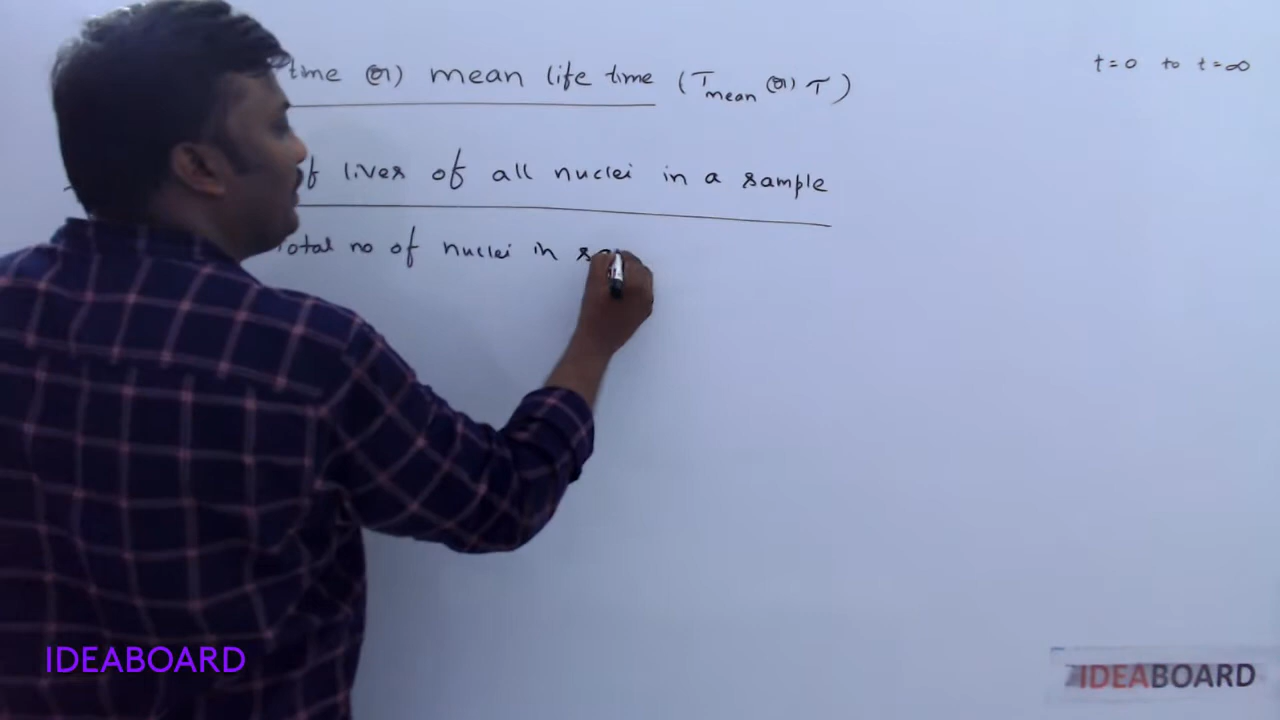 time (or) mean life time (Tmean (or) τ)
t=0 to t=∞
of lives of all nuclei in a sample
Total no of nuclei in
IDEABOARD
IDEABOARD